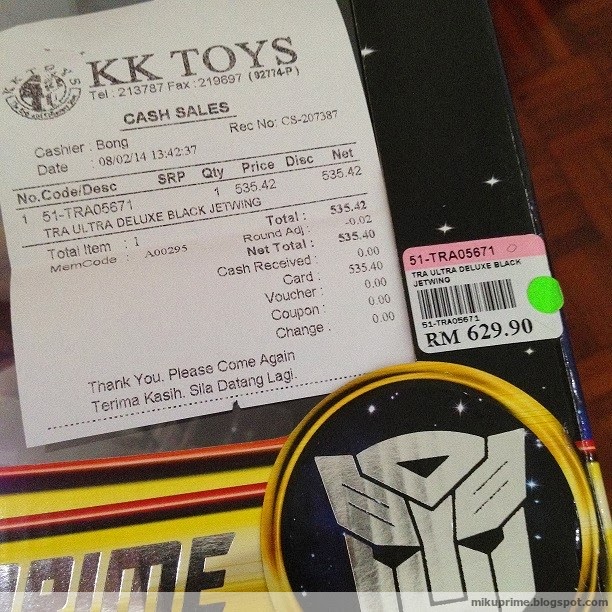 KK TOYS
Tel : 213787 Fax : 219697 (92774-P)
CASH SALES
Rec No: CS-207387
Cashier : Bong
Date : 08/02/14 13:42:37
No.Code/Desc SRP Qty Price Disc Net
1 51-TRA05671 1 535.42 535.42
TRA ULTRA DELUXE BLACK JETWING
Total Item : 1
MemCode : A00295
Total : 535.42
Round Adj : -0.02
Net Total : 535.40
Cash Received : 0.00
Card : 535.40
Voucher : 0.00
Coupon : 0.00
Change : 0.00
Thank You. Please Come Again
Terima Kasih. Sila Datang Lagi.
51-TRA05671
TRA ULTRA DELUXE BLACK
JETWING
51-TRA05671
RM 629.90
PRIME
mikuprime.blogspot.com